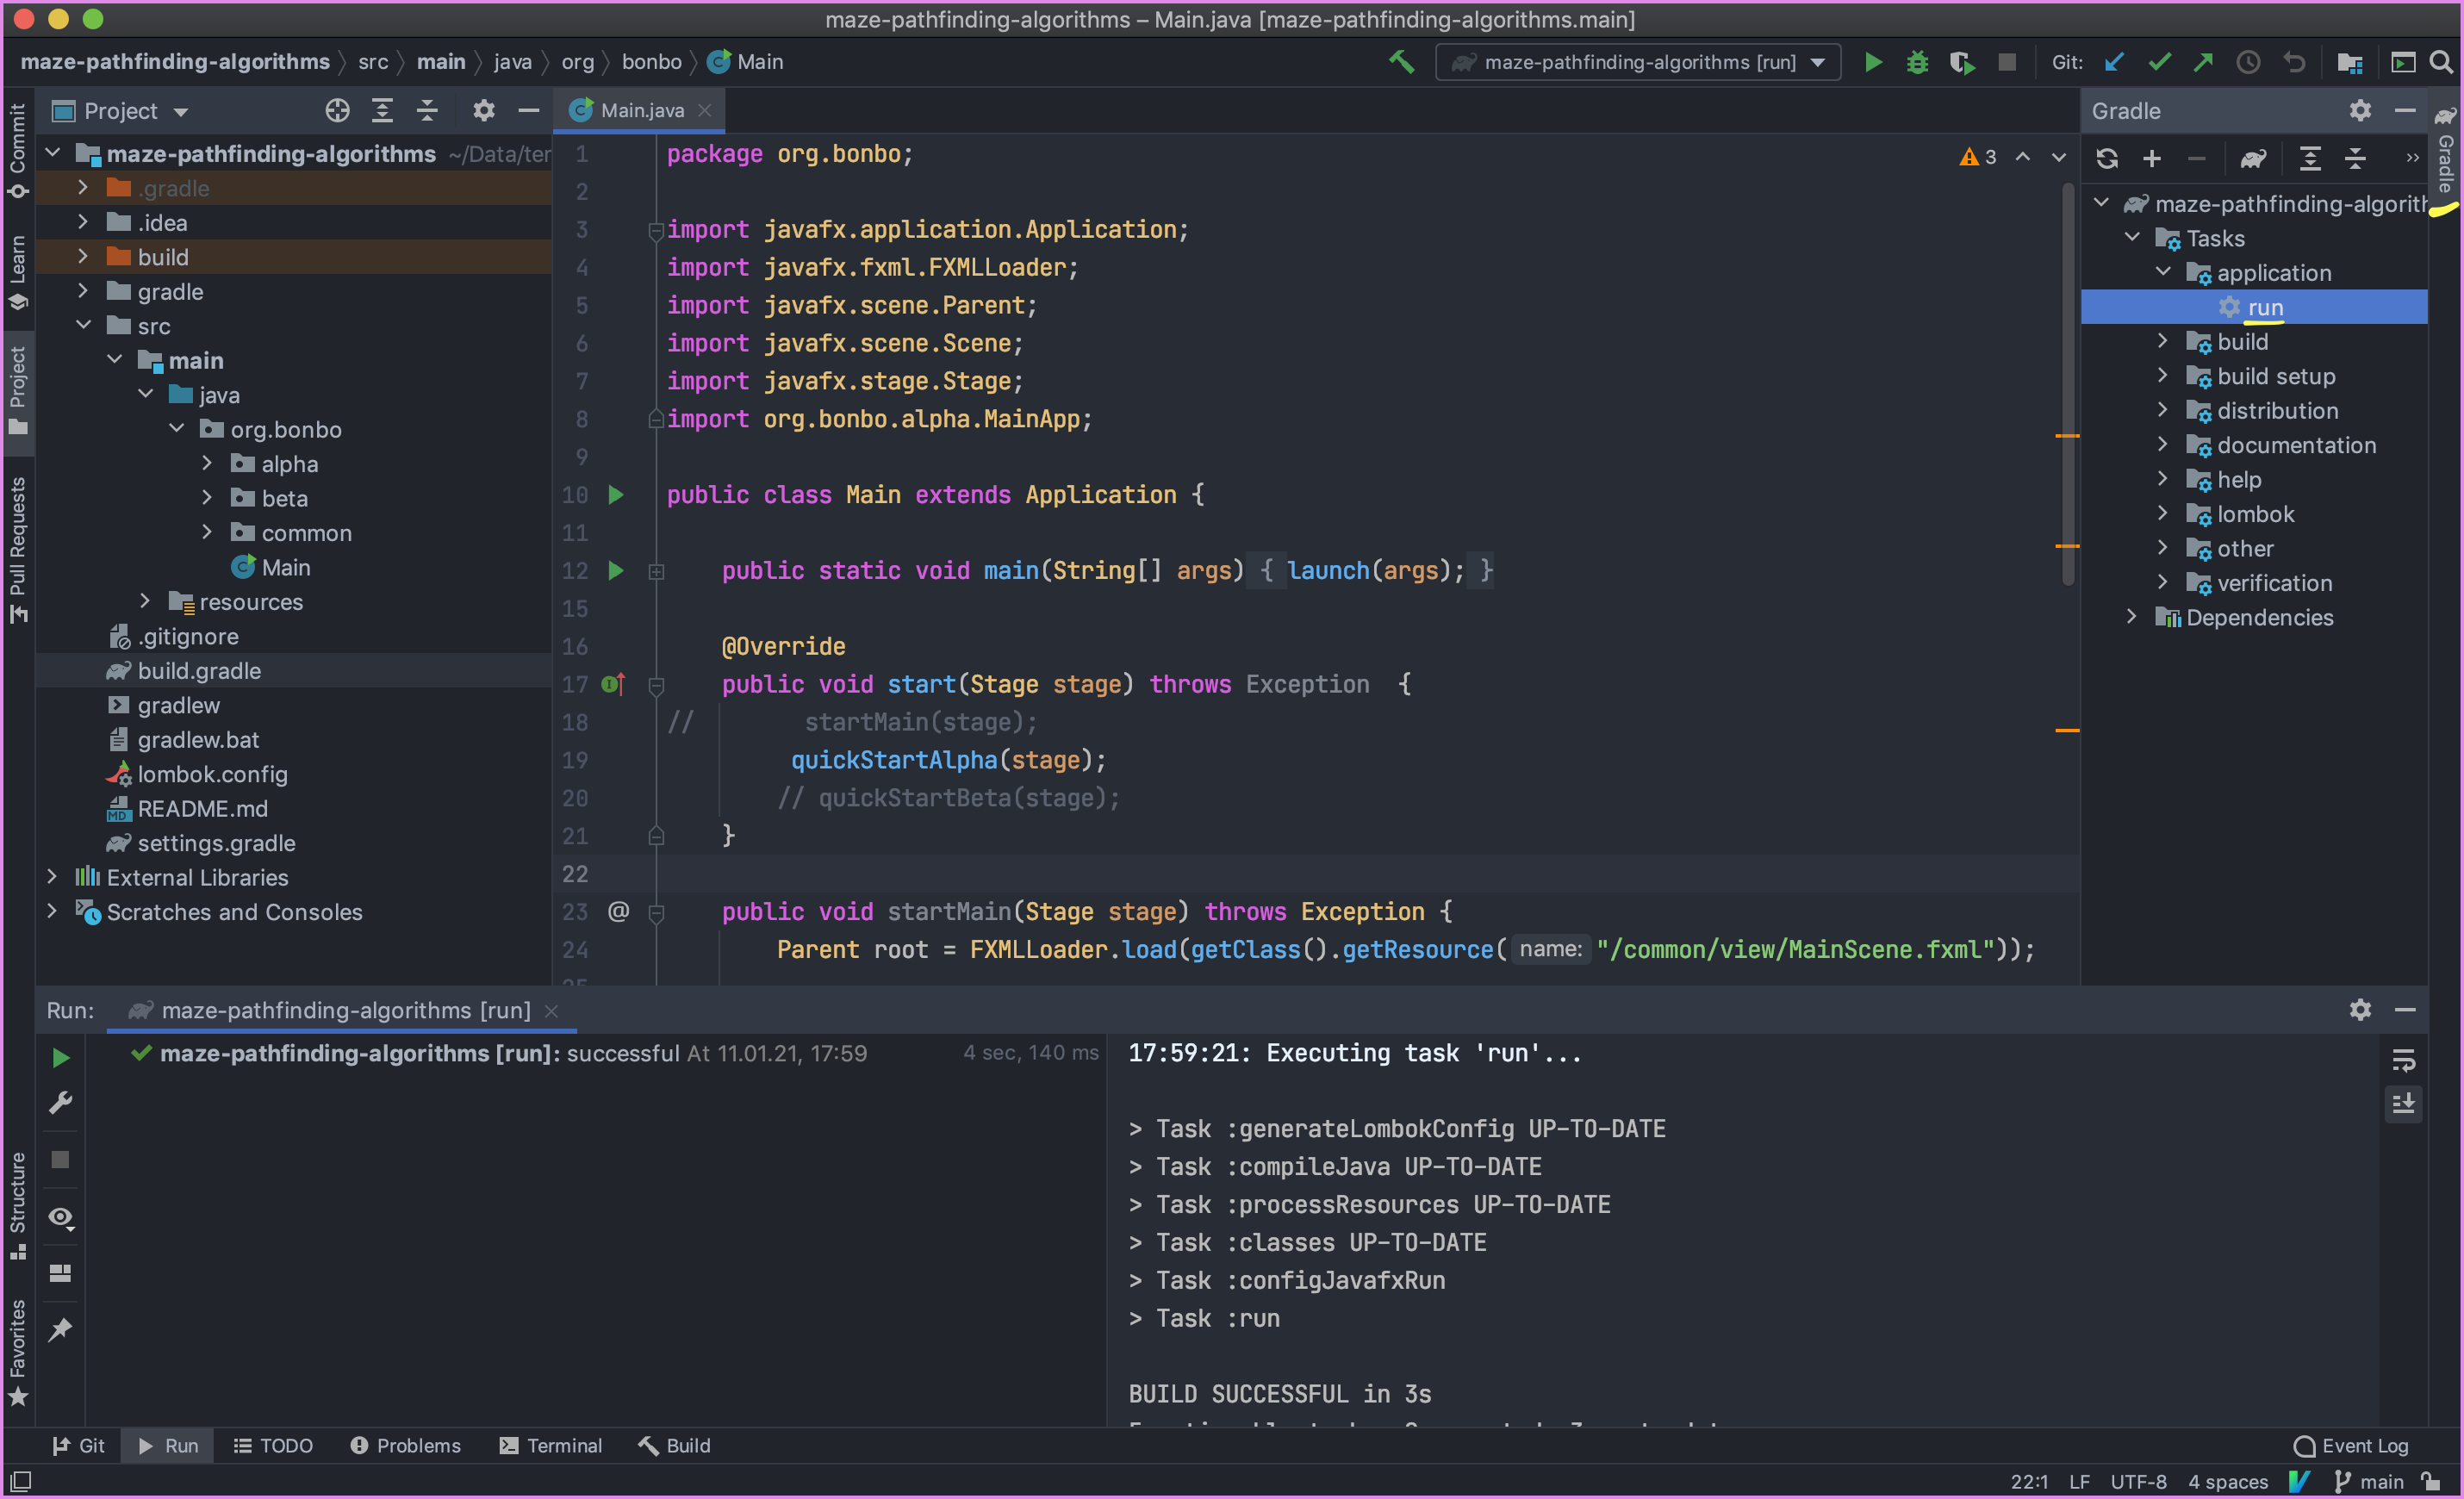 maze-pathfinding-algorithms – Main.java [maze-pathfinding-algorithms.main]
maze-pathfinding-algorithms src main java org bonbo Main
maze-pathfinding-algorithms [run]
Git:
Commit
Learn
Project
Pull Requests
Structure
Favorites
Project
maze-pathfinding-algorithms ~/Data/ter
.gradle
.idea
build
gradle
src
main
java
org.bonbo
alpha
beta
common
Main
resources
.gitignore
build.gradle
gradlew
gradlew.bat
lombok.config
README.md
settings.gradle
External Libraries
Scratches and Consoles
Main.java
3
1 package org.bonbo;
2
3 import javafx.application.Application;
4 import javafx.fxml.FXMLLoader;
5 import javafx.scene.Parent;
6 import javafx.scene.Scene;
7 import javafx.stage.Stage;
8 import org.bonbo.alpha.MainApp;
9
10 public class Main extends Application {
11
12 public static void main(String[] args) { launch(args); }
15
16 @Override
17 public void start(Stage stage) throws Exception {
18 // startMain(stage);
19 quickStartAlpha(stage);
20 // quickStartBeta(stage);
21 }
22
23 @ public void startMain(Stage stage) throws Exception {
24 Parent root = FXMLLoader.load(getClass().getResource( name: "/common/view/MainScene.fxml"));
Gradle
Gradle
maze-pathfinding-algorith
Tasks
application
run
build
build setup
distribution
documentation
help
lombok
other
verification
Dependencies
Run: maze-pathfinding-algorithms [run]
maze-pathfinding-algorithms [run]: successful At 11.01.21, 17:59 4 sec, 140 ms
17:59:21: Executing task 'run'...
> Task :generateLombokConfig UP-TO-DATE
> Task :compileJava UP-TO-DATE
> Task :processResources UP-TO-DATE
> Task :classes UP-TO-DATE
> Task :configJavafxRun
> Task :run
BUILD SUCCESSFUL in 3s
Git Run TODO Problems Terminal Build Event Log
22:1 LF UTF-8 4 spaces main